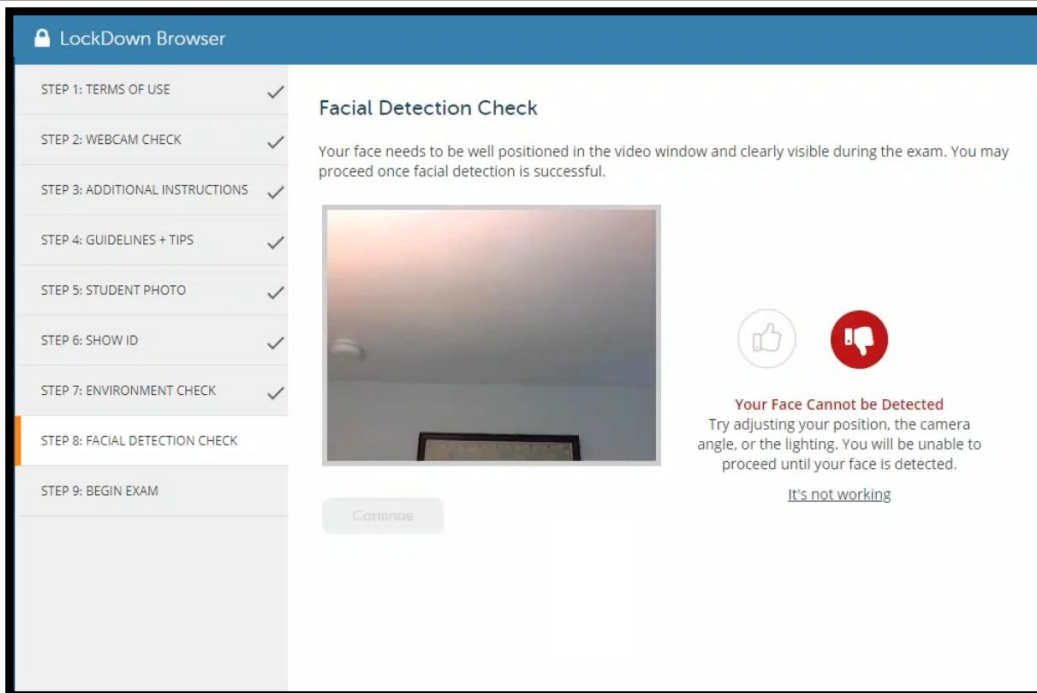 LockDown Browser
STEP 1: TERMS OF USE
STEP 2: WEBCAM CHECK
STEP 3: ADDITIONAL INSTRUCTIONS
STEP 4: GUIDELINES + TIPS
STEP 5: STUDENT PHOTO
STEP 6: SHOW ID
STEP 7: ENVIRONMENT CHECK
STEP 8: FACIAL DETECTION CHECK
STEP 9: BEGIN EXAM
Facial Detection Check
Your face needs to be well positioned in the video window and clearly visible during the exam. You may
proceed once facial detection is successful.
Your Face Cannot be Detected
Try adjusting your position, the camera
angle, or the lighting. You will be unable to
proceed until your face is detected.
It's not working
Continue